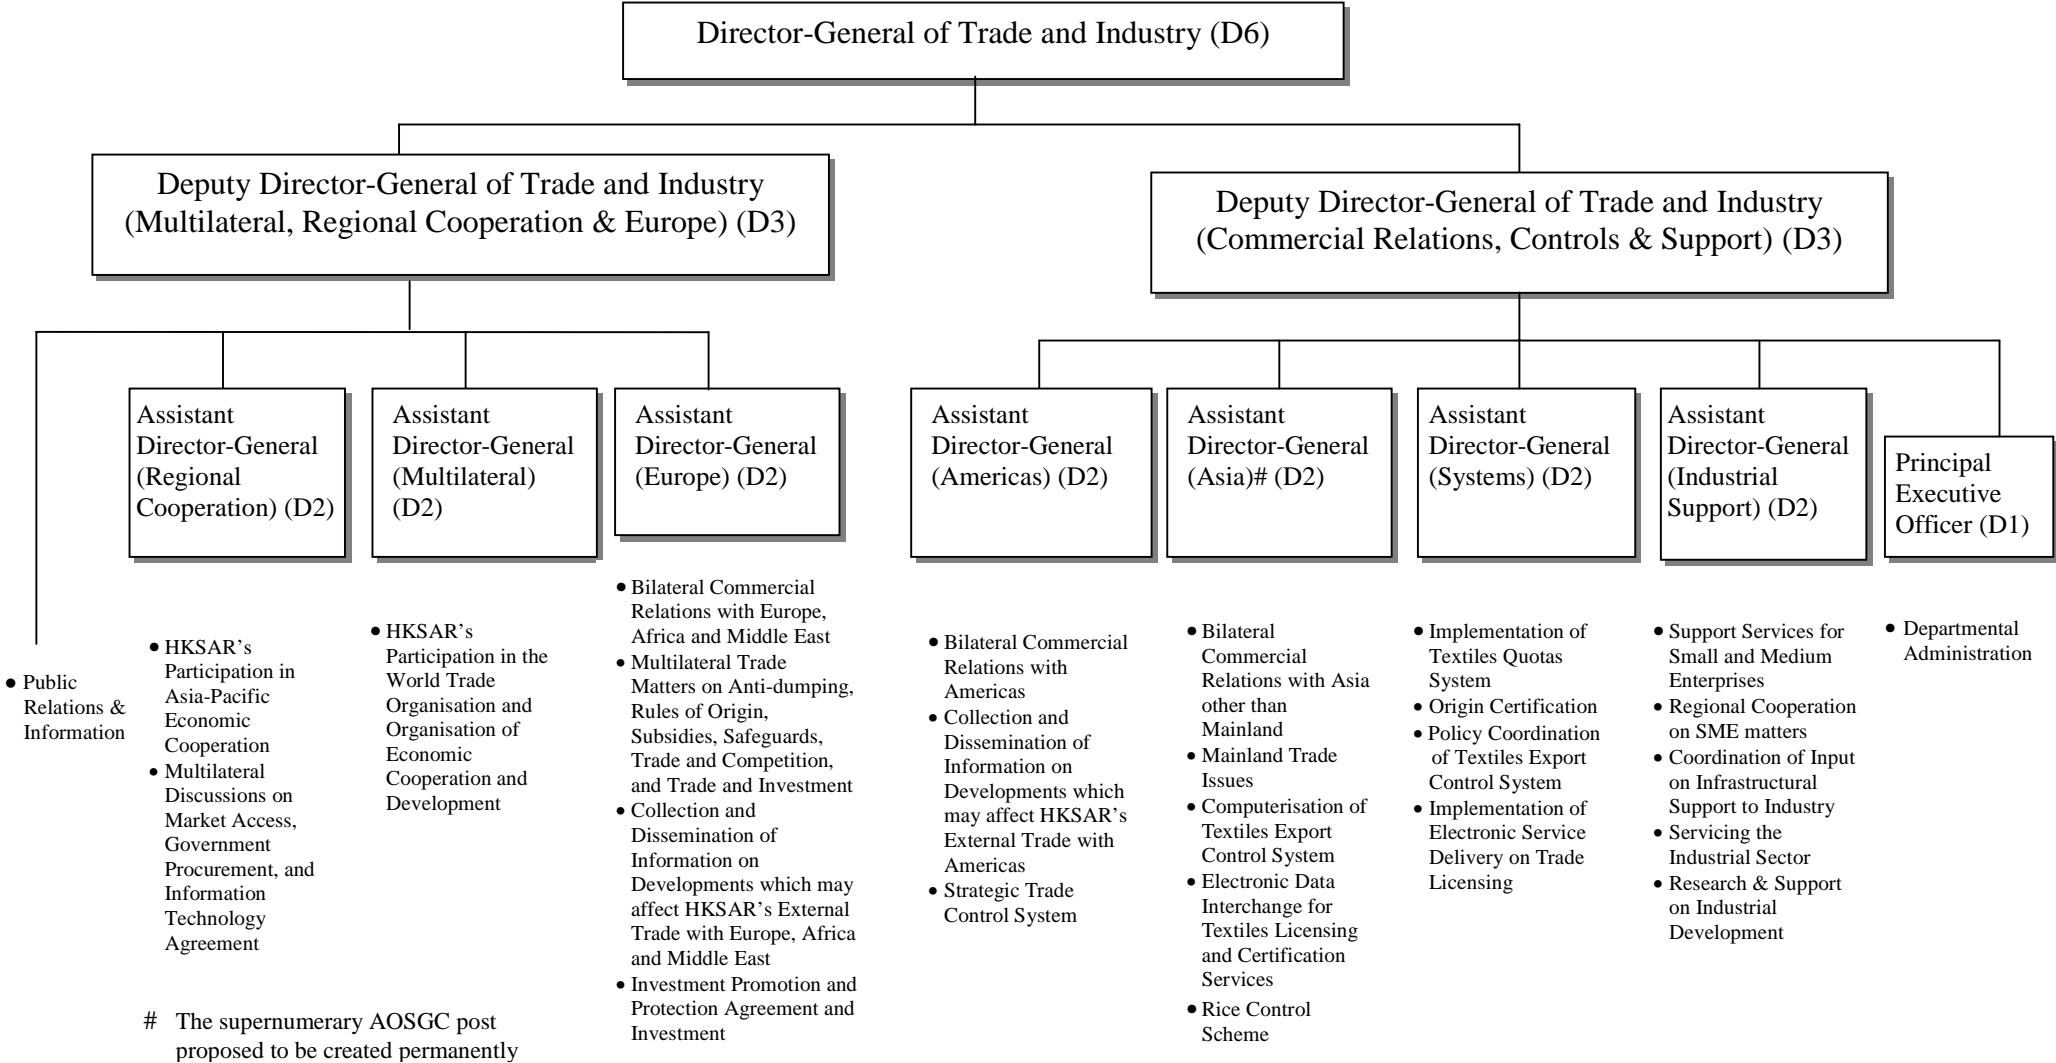 Director-General of Trade and Industry (D6)
Deputy Director-General of Trade and Industry
(Multilateral, Regional Cooperation & Europe) (D3)
Deputy Director-General of Trade and Industry
(Commercial Relations, Controls & Support) (D3)
• Public
Relations &
Information
Assistant
Director-General
(Regional
Cooperation) (D2)
• HKSAR's
Participation in
Asia-Pacific
Economic
Cooperation
• Multilateral
Discussions on
Market Access,
Government
Procurement, and
Information
Technology
Agreement
Assistant
Director-General
(Multilateral)
(D2)
• HKSAR's
Participation in the
World Trade
Organisation and
Organisation of
Economic
Cooperation and
Development
Assistant
Director-General
(Europe) (D2)
• Bilateral Commercial
Relations with Europe,
Africa and Middle East
• Multilateral Trade
Matters on Anti-dumping,
Rules of Origin,
Subsidies, Safeguards,
Trade and Competition,
and Trade and Investment
• Collection and
Dissemination of
Information on
Developments which may
affect HKSAR's External
Trade with Europe, Africa
and Middle East
• Investment Promotion and
Protection Agreement and
Investment
Assistant
Director-General
(Americas) (D2)
• Bilateral Commercial
Relations with
Americas
• Collection and
Dissemination of
Information on
Developments which
may affect HKSAR's
External Trade with
Americas
• Strategic Trade
Control System
Assistant
Director-General
(Asia)# (D2)
• Bilateral
Commercial
Relations with Asia
other than
Mainland
• Mainland Trade
Issues
• Computerisation of
Textiles Export
Control System
• Electronic Data
Interchange for
Textiles Licensing
and Certification
Services
• Rice Control
Scheme
Assistant
Director-General
(Systems) (D2)
• Implementation of
Textiles Quotas
System
• Origin Certification
• Policy Coordination
of Textiles Export
Control System
• Implementation of
Electronic Service
Delivery on Trade
Licensing
Assistant
Director-General
(Industrial
Support) (D2)
• Support Services for
Small and Medium
Enterprises
• Regional Cooperation
on SME matters
• Coordination of Input
on Infrastructural
Support to Industry
• Servicing the
Industrial Sector
• Research & Support
on Industrial
Development
Principal
Executive
Officer (D1)
• Departmental
Administration
# The supernumerary AOSGC post
proposed to be created permanently